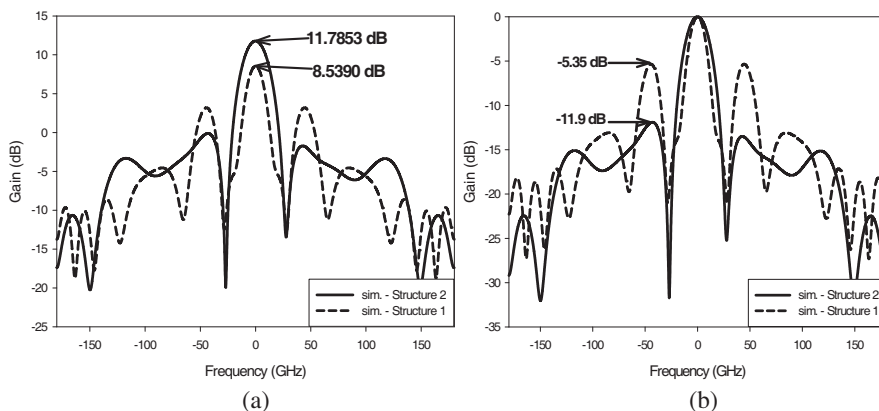 15
10
5
0
-5
-10
-15
-20
-25
Gain (dB)
11.7853 dB
8.5390 dB
sim. - Structure 2
sim. - Structure 1
-150
-100
-50
0
50
100
150
Frequency (GHz)
(a)
0
-5
-10
-15
-20
-25
-30
-35
Gain (dB)
-5.35 dB
-11.9 dB
sim. - Structure 2
sim. - Structure 1
-150
-100
-50
0
50
100
150
Frequency (GHz)
(b)